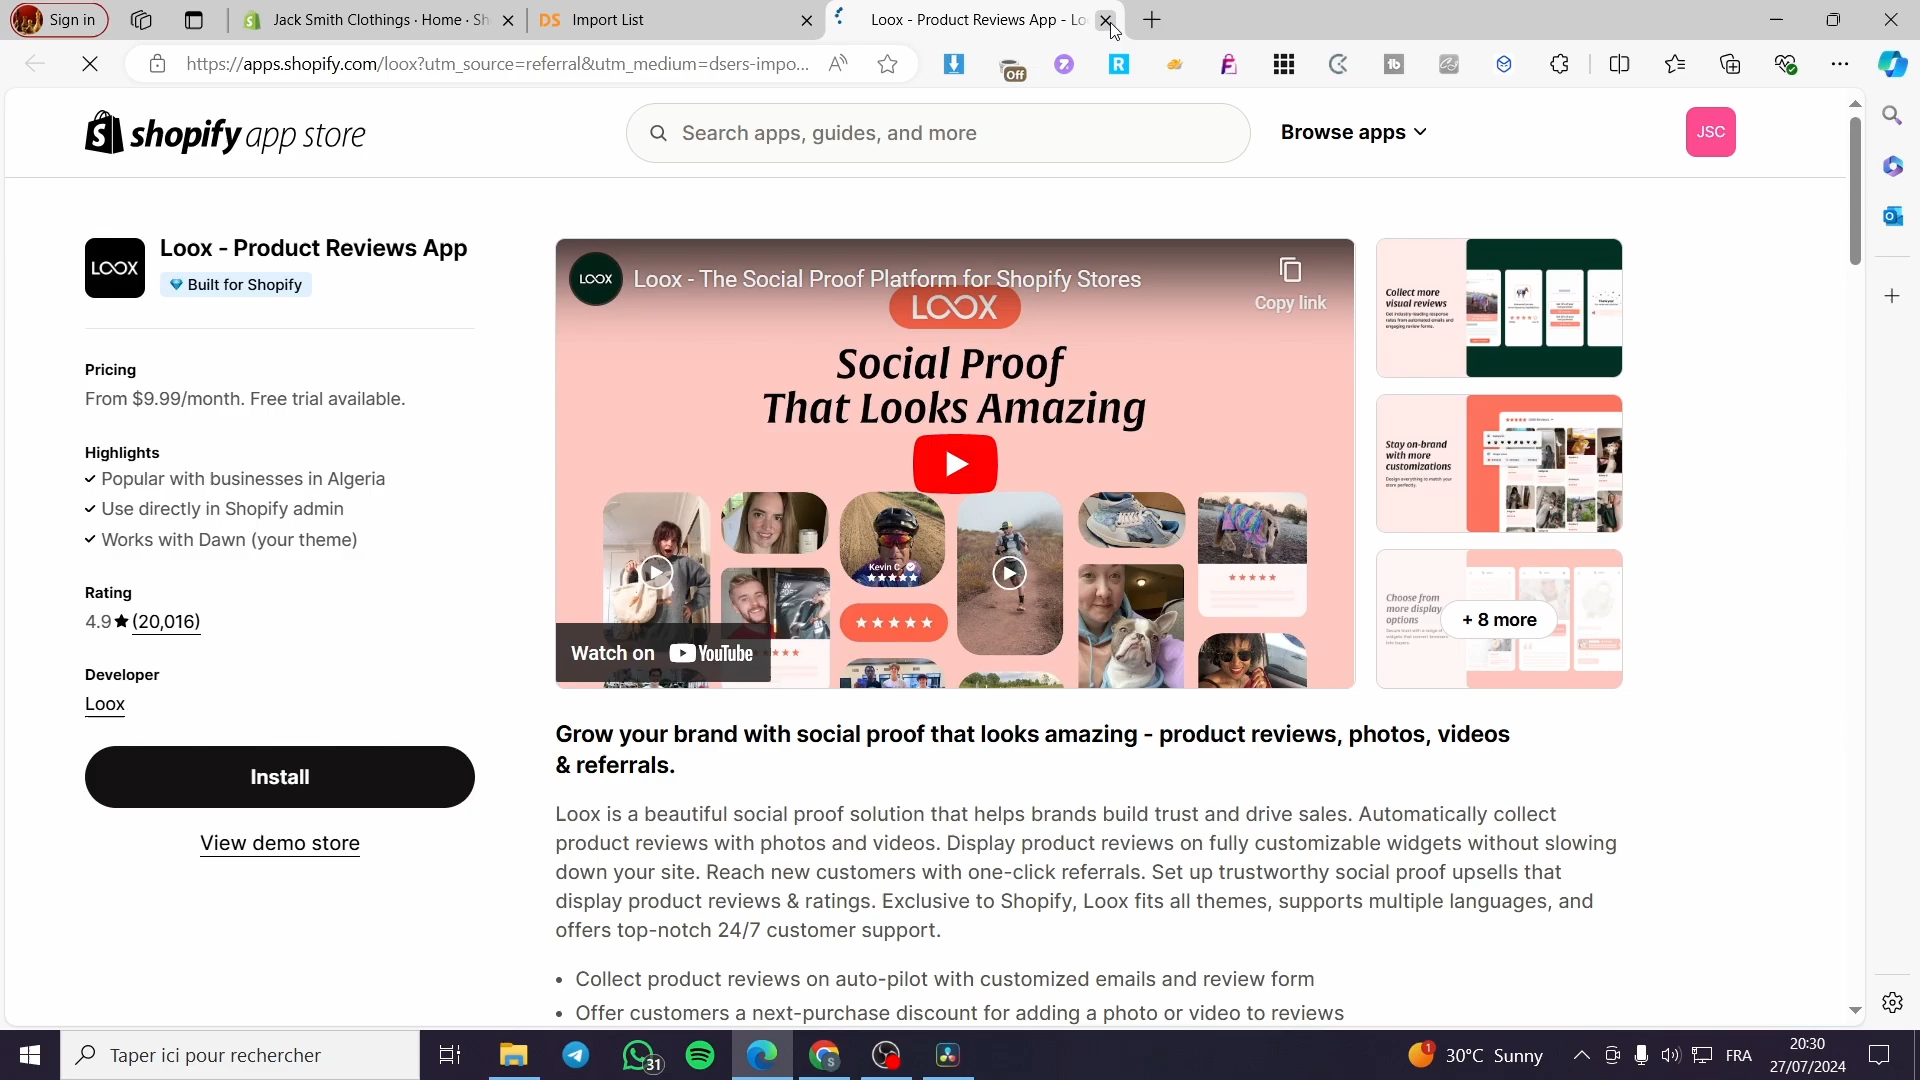 Sign in
Jack Smith Clothings · Home · Sh
DS Import List
Loox - Product Reviews App - Lo
https://apps.shopify.com/loox?utm_source=referral&utm_medium=dsers-impo...
Off
shopify app store
Search apps, guides, and more
Browse apps
JSC
LOOX
Loox - Product Reviews App
Built for Shopify
Pricing
From $9.99/month. Free trial available.
Highlights
Popular with businesses in Algeria
Use directly in Shopify admin
Works with Dawn (your theme)
Rating
4.9★ (20,016)
Developer
Loox
Install
View demo store
LOOX
Loox - The Social Proof Platform for Shopify Stores
Copy link
LOOX
Social Proof
That Looks Amazing
Kevin C.
Watch on YouTube
Collect more
visual reviews
Stay on-brand
with more
customizations
Choose from
more display
options
+ 8 more
Grow your brand with social proof that looks amazing - product reviews, photos, videos
& referrals.
Loox is a beautiful social proof solution that helps brands build trust and drive sales. Automatically collect
product reviews with photos and videos. Display product reviews on fully customizable widgets without slowing
down your site. Reach new customers with one-click referrals. Set up trustworthy social proof upsells that
display product reviews & ratings. Exclusive to Shopify, Loox fits all themes, supports multiple languages, and
offers top-notch 24/7 customer support.
• Collect product reviews on auto-pilot with customized emails and review form
• Offer customers a next-purchase discount for adding a photo or video to reviews
Taper ici pour rechercher
31
1
30°C Sunny
FRA
20:30
27/07/2024